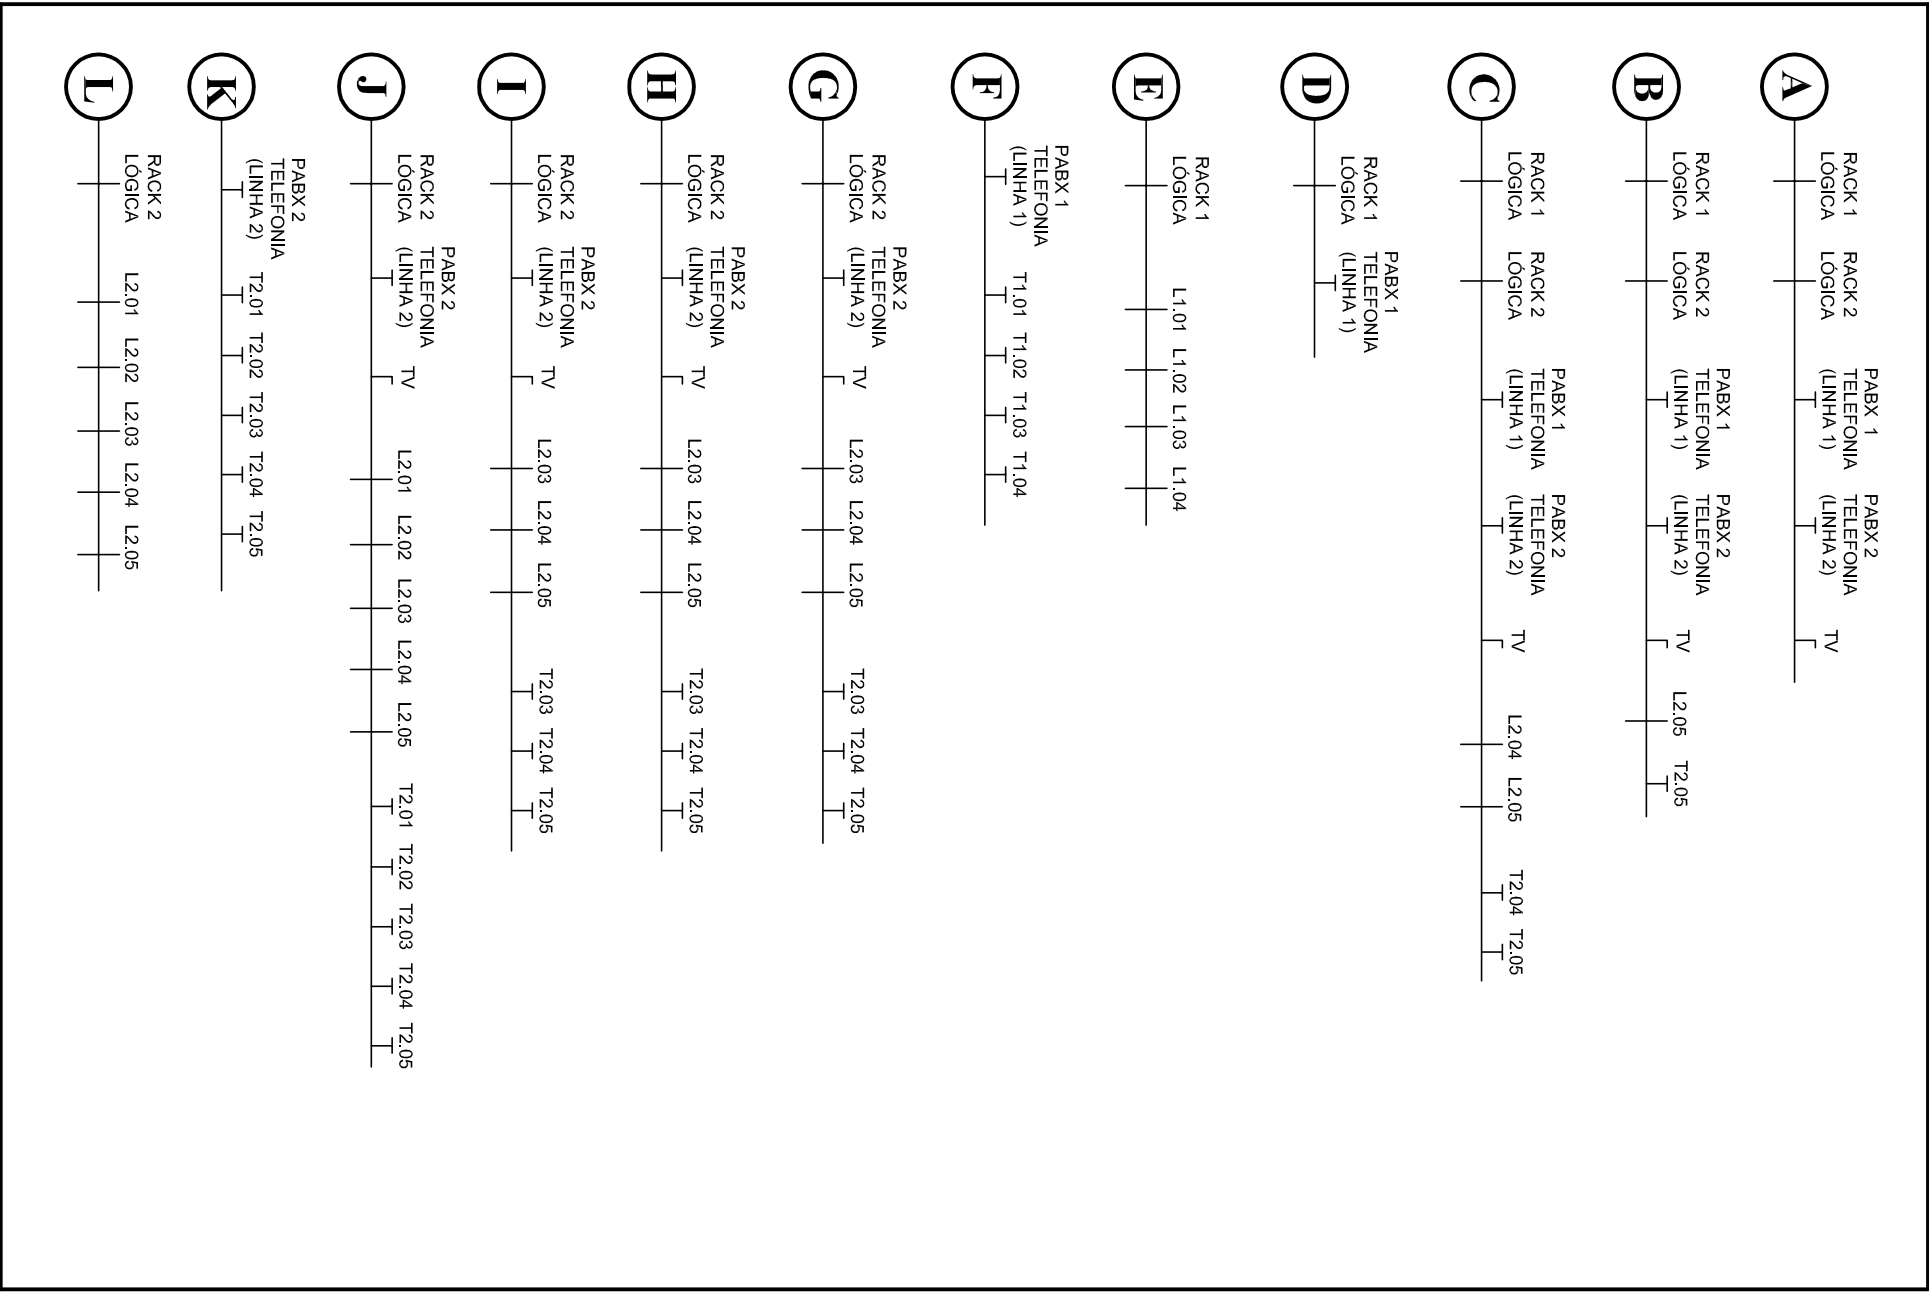 A
RACK 1
LÓGICA
RACK 2
LÓGICA
PABX 1
TELEFONIA
(LINHA 1)
PABX 2
TELEFONIA
(LINHA 2)
TV
B
RACK 1
LÓGICA
RACK 2
LÓGICA
PABX 1
TELEFONIA
(LINHA 1)
PABX 2
TELEFONIA
(LINHA 2)
TV
L2.05
T2.05
C
RACK 1
LÓGICA
RACK 2
LÓGICA
PABX 1
TELEFONIA
(LINHA 1)
PABX 2
TELEFONIA
(LINHA 2)
TV
L2.04
L2.05
T2.04
T2.05
D
RACK 1
LÓGICA
PABX 1
TELEFONIA
(LINHA 1)
E
RACK 1
LÓGICA
L1.01
L1.02
L1.03
L1.04
F
PABX 1
TELEFONIA
(LINHA 1)
T1.01
T1.02
T1.03
T1.04
G
RACK 2
LÓGICA
PABX 2
TELEFONIA
(LINHA 2)
TV
L2.03
L2.04
L2.05
T2.03
T2.04
T2.05
H
RACK 2
LÓGICA
PABX 2
TELEFONIA
(LINHA 2)
TV
L2.03
L2.04
L2.05
T2.03
T2.04
T2.05
I
RACK 2
LÓGICA
PABX 2
TELEFONIA
(LINHA 2)
TV
L2.03
L2.04
L2.05
T2.03
T2.04
T2.05
J
RACK 2
LÓGICA
PABX 2
TELEFONIA
(LINHA 2)
TV
L2.01
L2.02
L2.03
L2.04
L2.05
T2.01
T2.02
T2.03
T2.04
T2.05
K
PABX 2
TELEFONIA
(LINHA 2)
T2.01
T2.02
T2.03
T2.04
T2.05
L
RACK 2
LÓGICA
L2.01
L2.02
L2.03
L2.04
L2.05